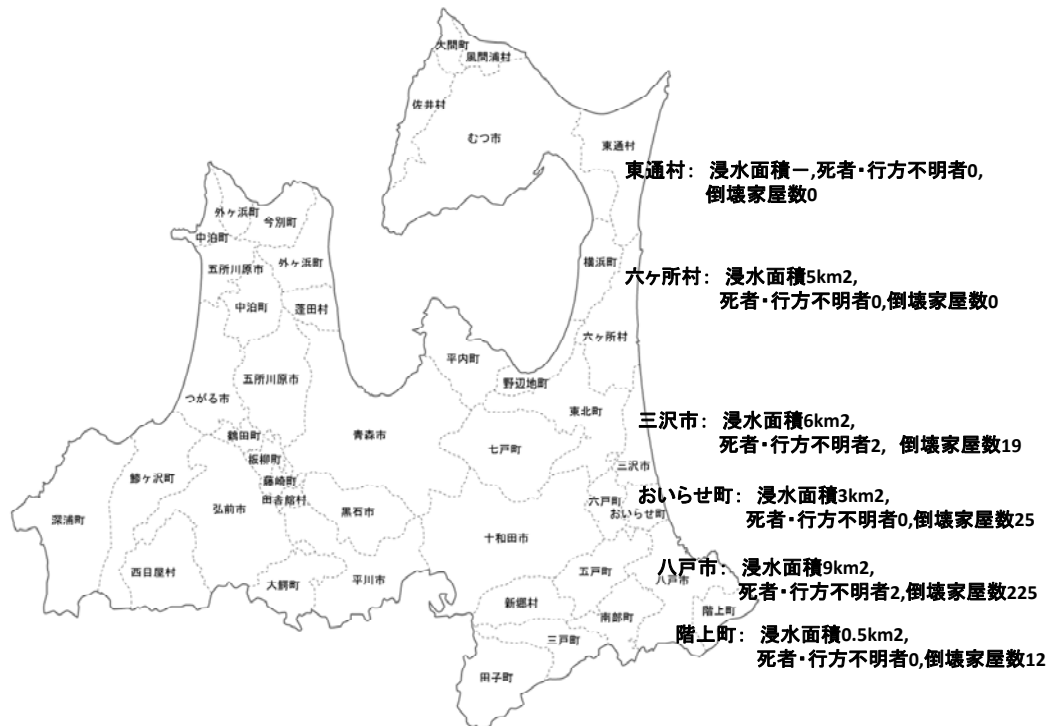 大間町
風間浦村
佐井村
むつ市
東通村
東通村： 浸水面積－,死者・行方不明者0,
倒壊家屋数0
外ヶ浜町
今別町
中泊町
五所川原市
外ヶ浜町
横浜町
六ヶ所村： 浸水面積5km2,
死者・行方不明者0,倒壊家屋数0
中泊町
蓬田村
六ヶ所村
平内町
野辺地町
五所川原市
つがる市
東北町
三沢市： 浸水面積6km2,
死者・行方不明者2, 倒壊家屋数19
鶴田町
青森市
七戸町
板柳町
三沢市
鰺ヶ沢町
藤崎町
田舎館村
おいらせ町： 浸水面積3km2,
死者・行方不明者0,倒壊家屋数25
六戸町
おいらせ町
深浦町
弘前市
黒石市
十和田市
八戸市： 浸水面積9km2,
死者・行方不明者2,倒壊家屋数225
西目屋村
大鰐町
平川市
五戸町
八戸市
新郷村
南部町
階上町
階上町： 浸水面積0.5km2,
死者・行方不明者0,倒壊家屋数12
三戸町
田子町